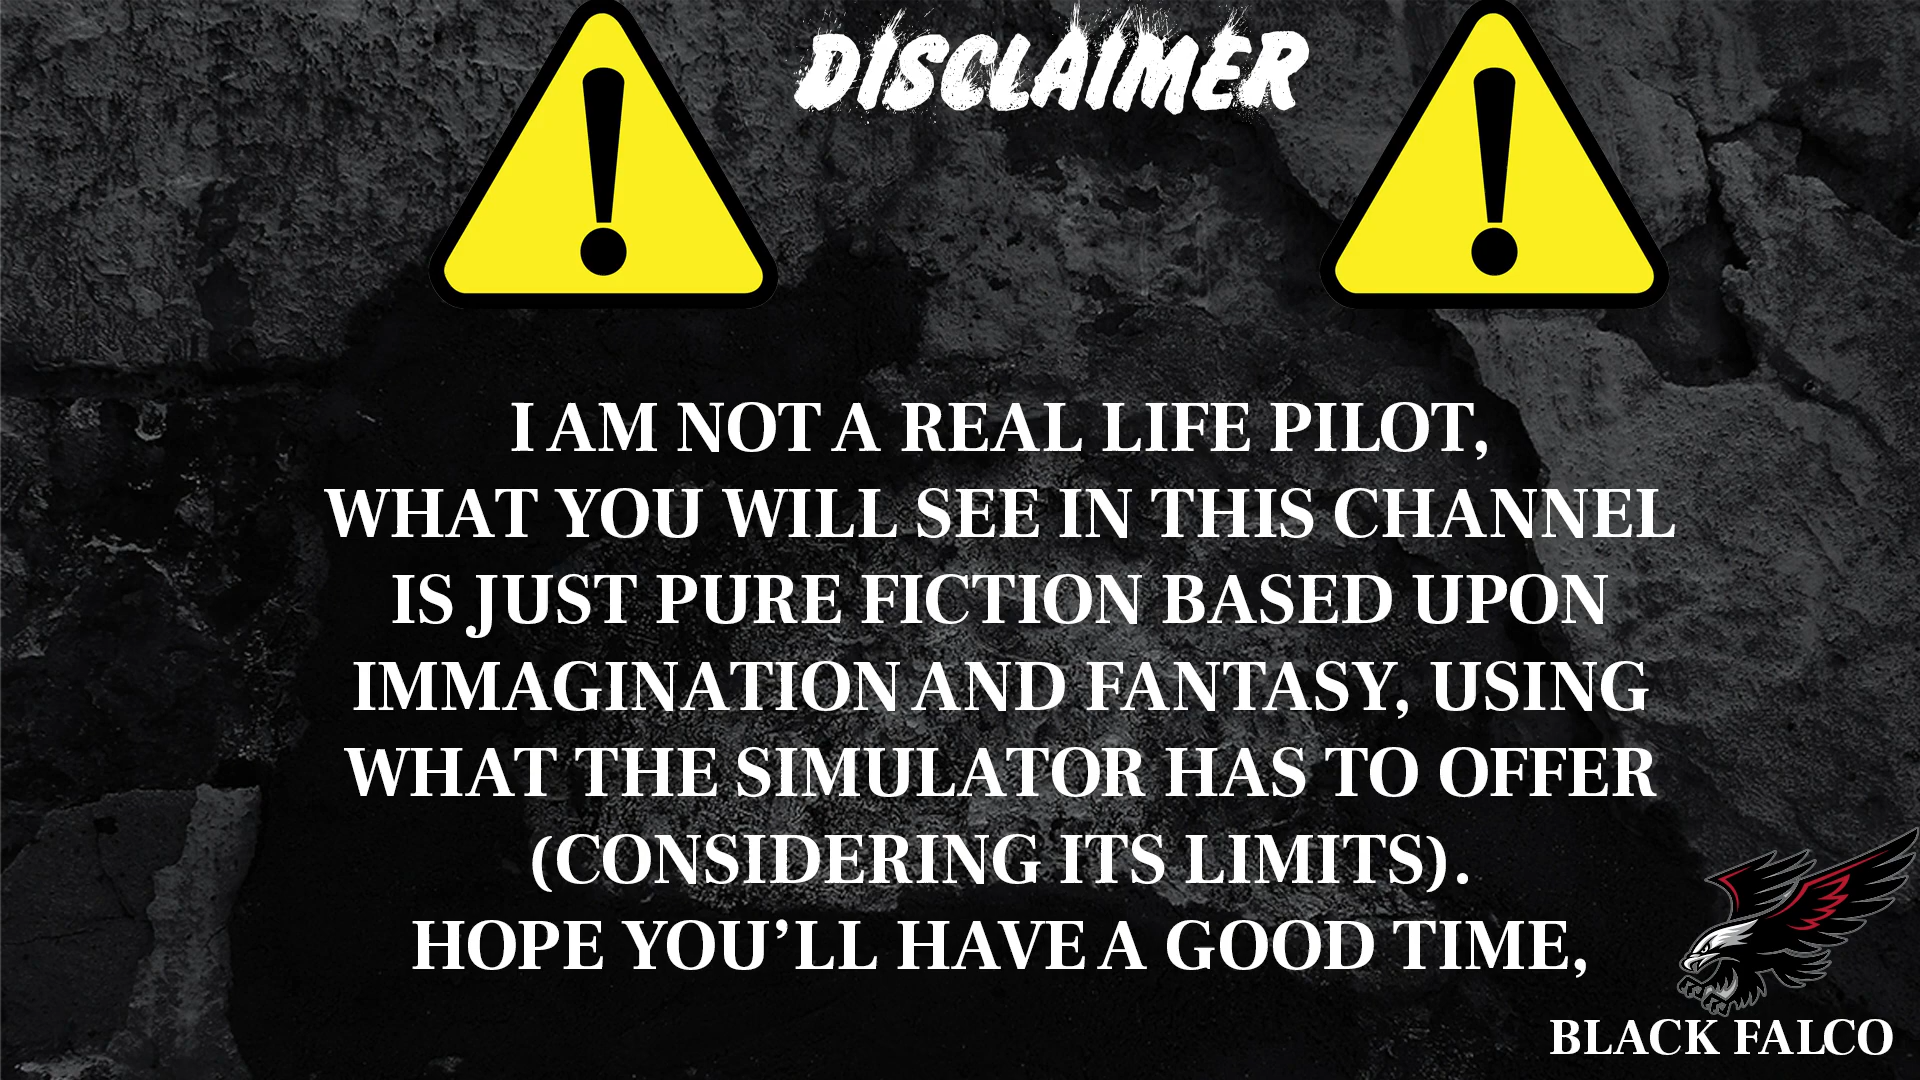 DISCLAIMER
I AM NOT A REAL LIFE PILOT,
WHAT YOU WILL SEE IN THIS CHANNEL
IS JUST PURE FICTION BASED UPON
IMMAGINATION AND FANTASY, USING
WHAT THE SIMULATOR HAS TO OFFER
(CONSIDERING ITS LIMITS).
HOPE YOU’LL HAVE A GOOD TIME,
BLACK FALCO